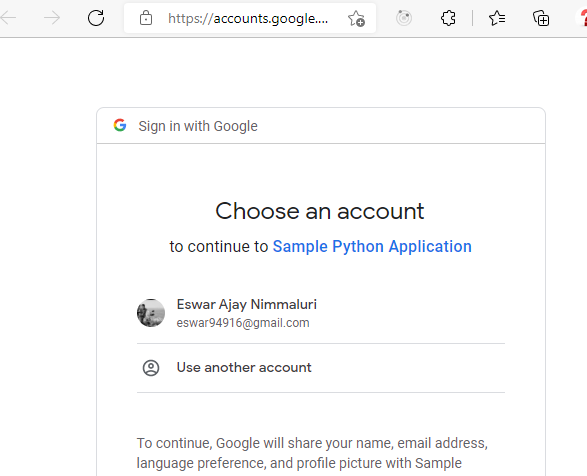 https://accounts.google....
Sign in with Google
Choose an account
to continue to Sample Python Application
Eswar Ajay Nimmaluri
eswar94916@gmail.com
Use another account
To continue, Google will share your name, email address,
language preference, and profile picture with Sample